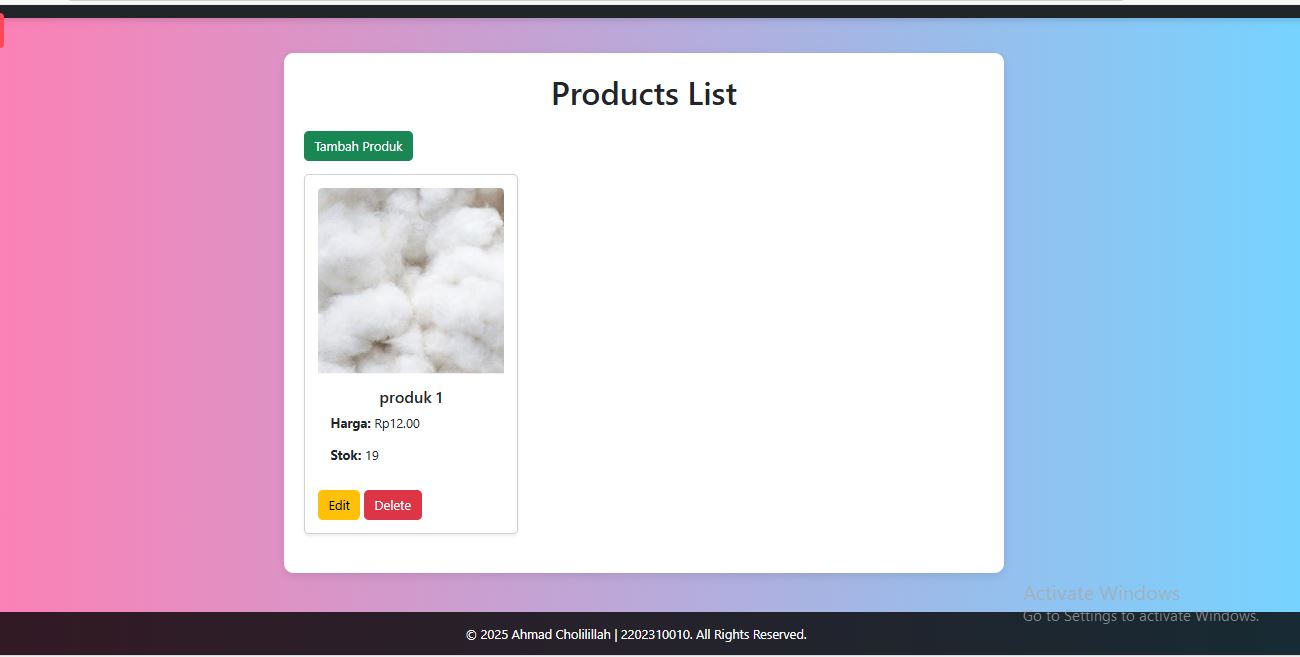 Products List
Tambah Produk
produk 1
Harga: Rp12.00
Stok: 19
Edit Delete
Activate Windows
Go to Settings to activate Windows.
© 2025 Ahmad Cholilillah | 2202310010. All Rights Reserved.